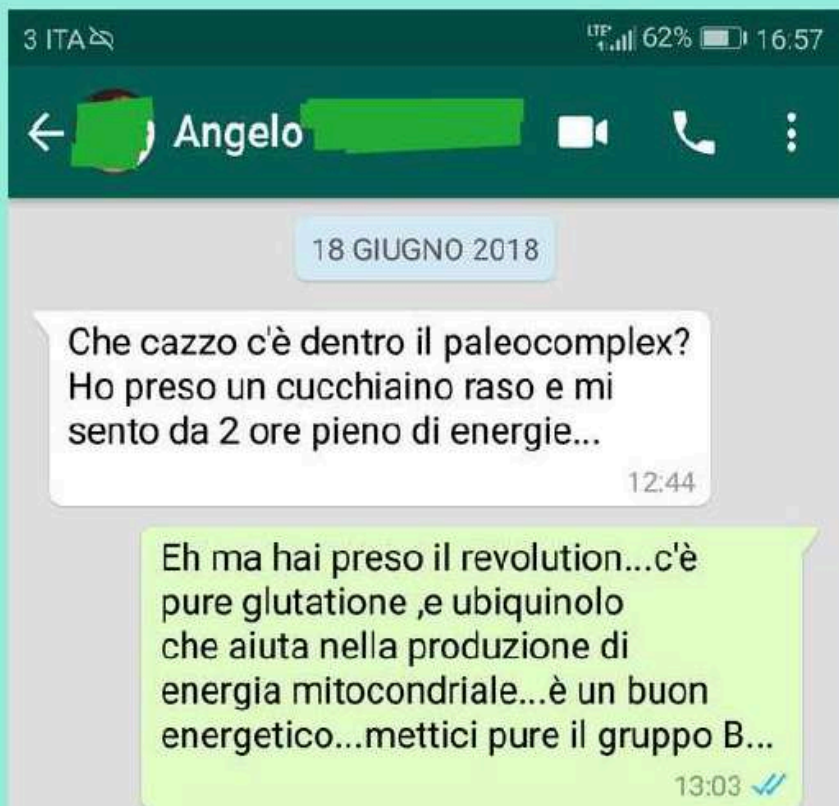 3 ITA
LTE+ 62% 16:57
Angelo
18 GIUGNO 2018
Che cazzo c'è dentro il paleocomplex?
Ho preso un cucchiaino raso e mi
sento da 2 ore pieno di energie...
12:44
Eh ma hai preso il revolution...c'è
pure glutatione ,e ubiquinolo
che aiuta nella produzione di
energia mitocondriale...è un buon
energetico...mettici pure il gruppo B...
13:03